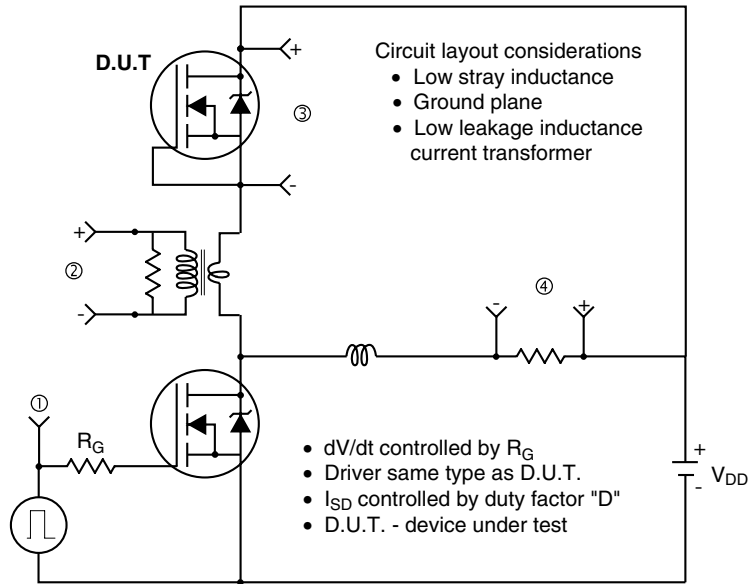 D.U.T
+
③
-
Circuit layout considerations
• Low stray inductance
• Ground plane
• Low leakage inductance
current transformer
+
②
-
④
- +
①
R_G
• dV/dt controlled by R_G
• Driver same type as D.U.T.
• I_SD controlled by duty factor "D"
• D.U.T. - device under test
+
V_DD
-